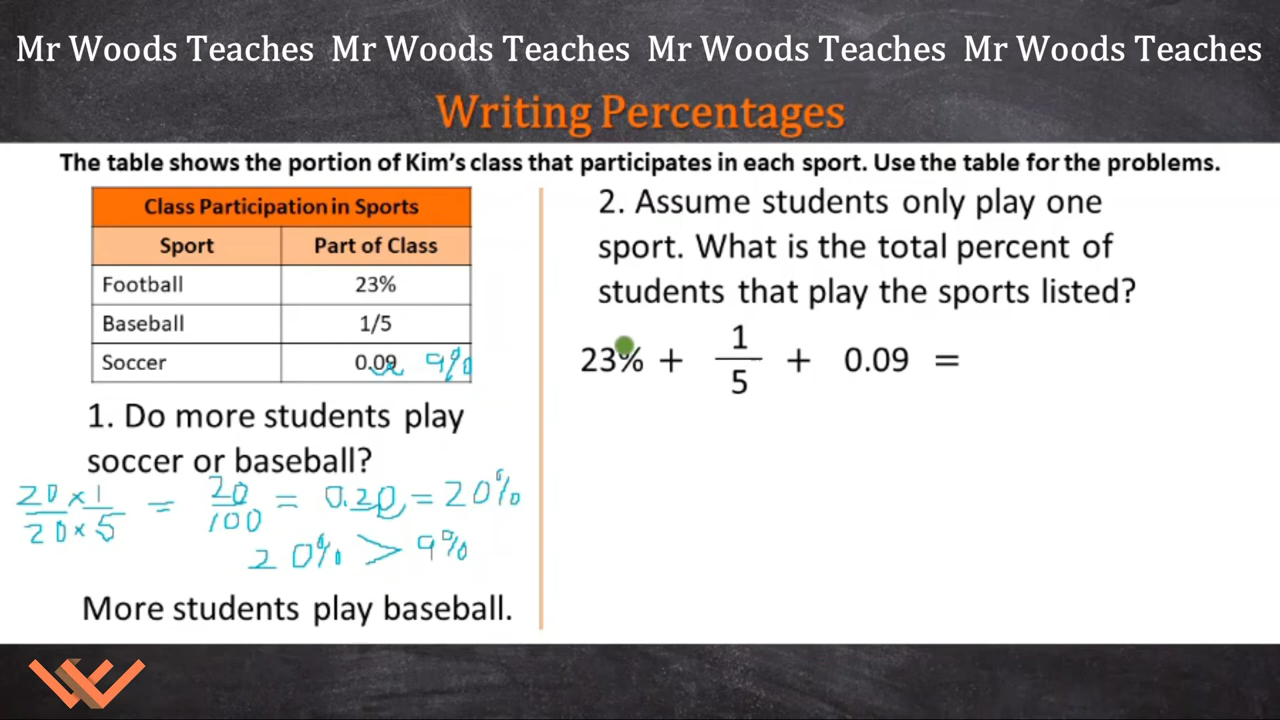 Mr Woods Teaches Mr Woods Teaches Mr Woods Teaches Mr Woods Teaches
Writing Percentages
The table shows the portion of Kim's class that participates in each sport. Use the table for the problems.
Class Participation in Sports
Sport Part of Class
Football 23%
Baseball 1/5
Soccer 0.09 9%
1. Do more students play
soccer or baseball?
20 × 1 / 20 × 5 = 20/100 = 0.20 = 20%
20% > 9%
More students play baseball.
2. Assume students only play one
sport. What is the total percent of
students that play the sports listed?
23% + 1/5 + 0.09 =